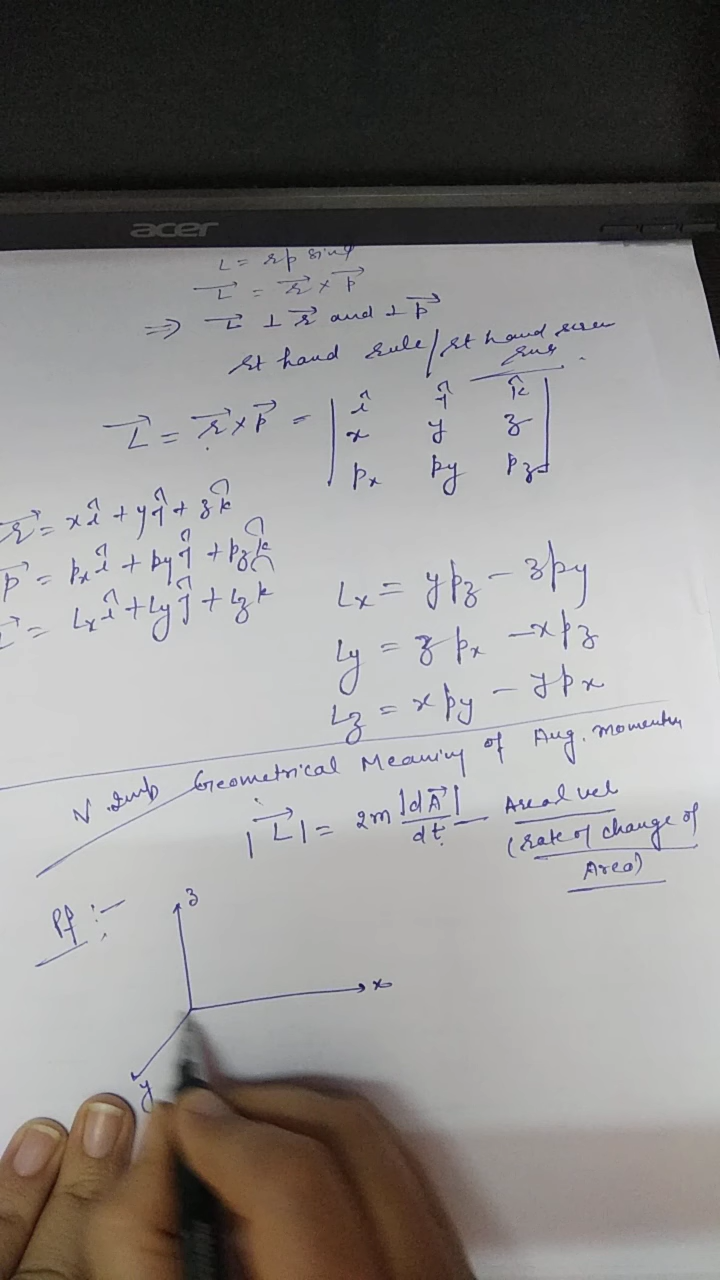 acer
L = rp sinφ
L⃗ = r⃗ × p⃗
⇒ L⃗ ⊥ r⃗ and ⊥ p⃗
rt hand rule / rt hand screw rule
L⃗ = r⃗ × p⃗ = | î ĵ k̂ |
x y z
px py pz
r⃗ = xî + yĵ + zk̂
p⃗ = pxî + pyĵ + pzk̂
L⃗ = Lxî + Lyĵ + Lzk̂
Lx = ypz − zpy
Ly = zpx − xpz
Lz = xpy − ypx
V. Imp Geometrical Meaning of Ang. momentum
|L⃗| = 2m |dA⃗|/dt — Areal vel
(rate of change of
Area)
Pf :-
z
x
y